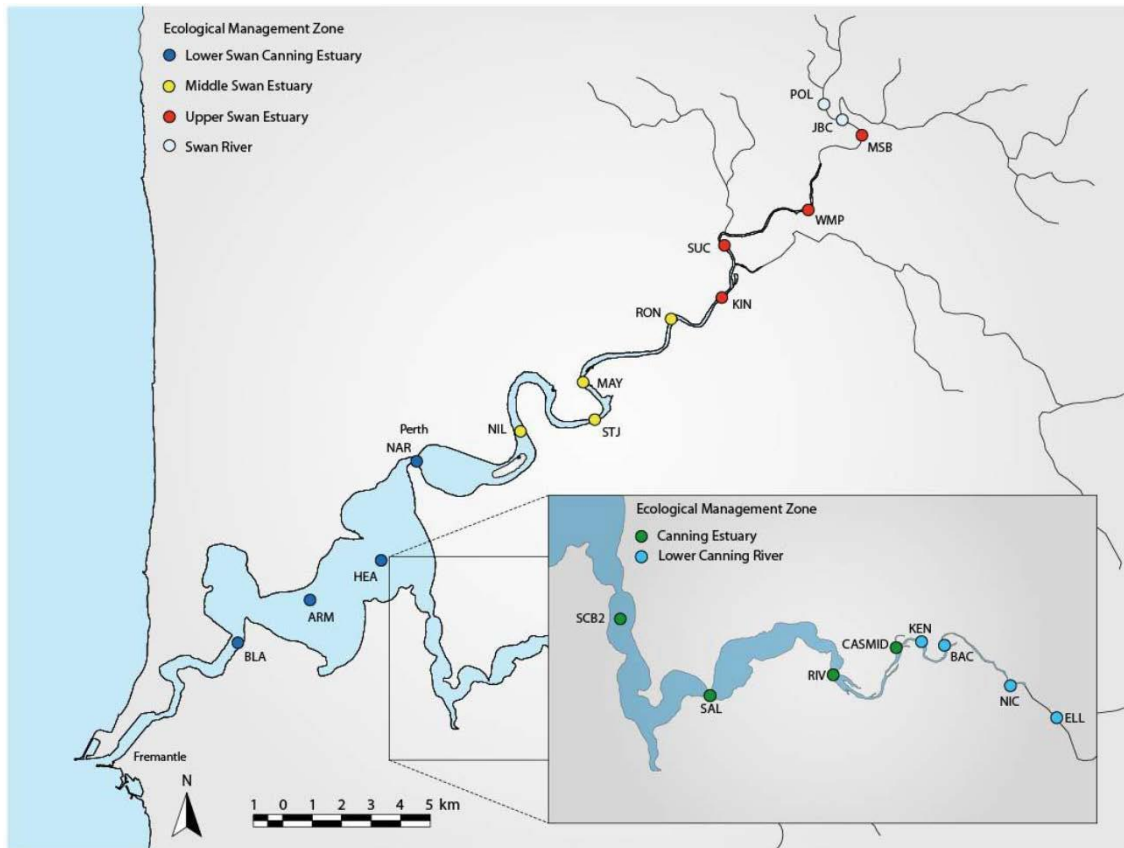 Ecological Management Zone
Lower Swan Canning Estuary
Middle Swan Estuary
Upper Swan Estuary
Swan River
POL
JBC
MSB
WMP
SUC
KIN
RON
MAY
STJ
NIL
Perth
NAR
HEA
ARM
BLA
Fremantle
N
1 0 1 2 3 4 5 km
Ecological Management Zone
Canning Estuary
Lower Canning River
SCB2
SAL
RIV
CASMID
KEN
BAC
NIC
ELL